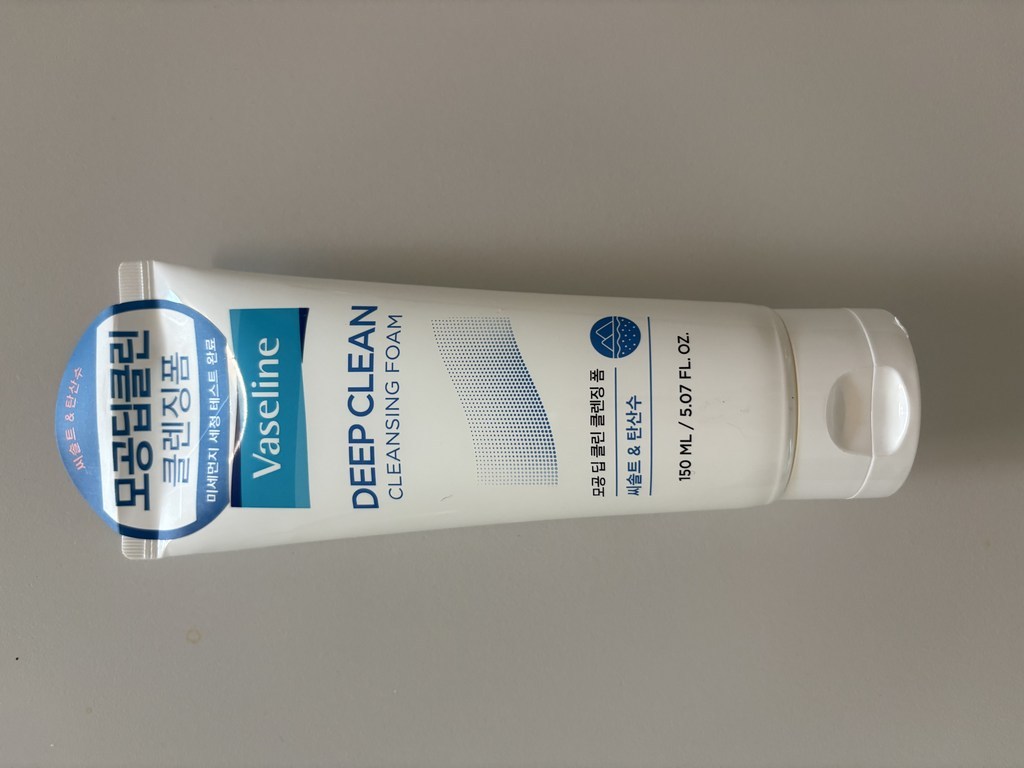 씨솔트 & 탄산수
모공딥클린
클렌징폼
미세먼지 세정 테스트 완료
Vaseline
DEEP CLEAN
CLEANSING FOAM
모공 딥 클린 클렌징 폼
씨솔트 & 탄산수
150 ML / 5.07 FL. OZ.